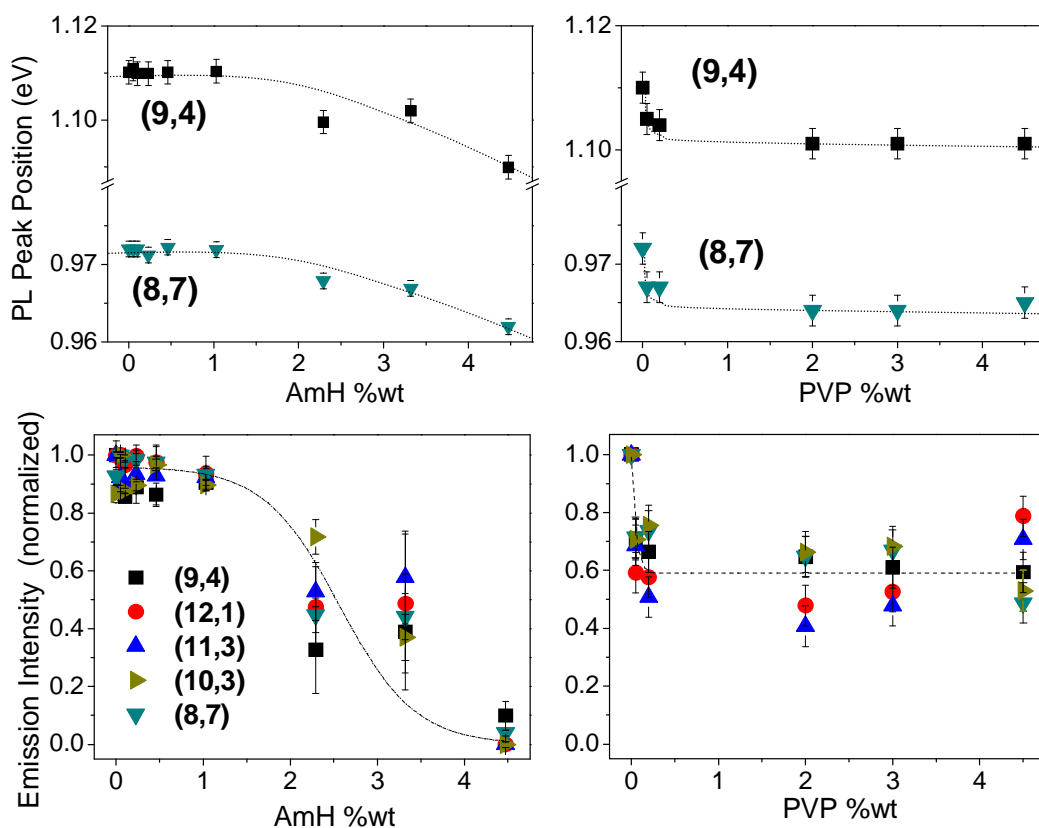 PL Peak Position (eV)
1.12
1.10
0.97
0.96
(9,4)
(8,7)
0 1 2 3 4
AmH %wt
1.12
1.10
0.97
0.96
(9,4)
(8,7)
0 1 2 3 4
PVP %wt
Emission Intensity (normalized)
1.0
0.8
0.6
0.4
0.2
0.0
(9,4)
(12,1)
(11,3)
(10,3)
(8,7)
0 1 2 3 4
AmH %wt
1.0
0.8
0.6
0.4
0.2
0.0
0 1 2 3 4
PVP %wt